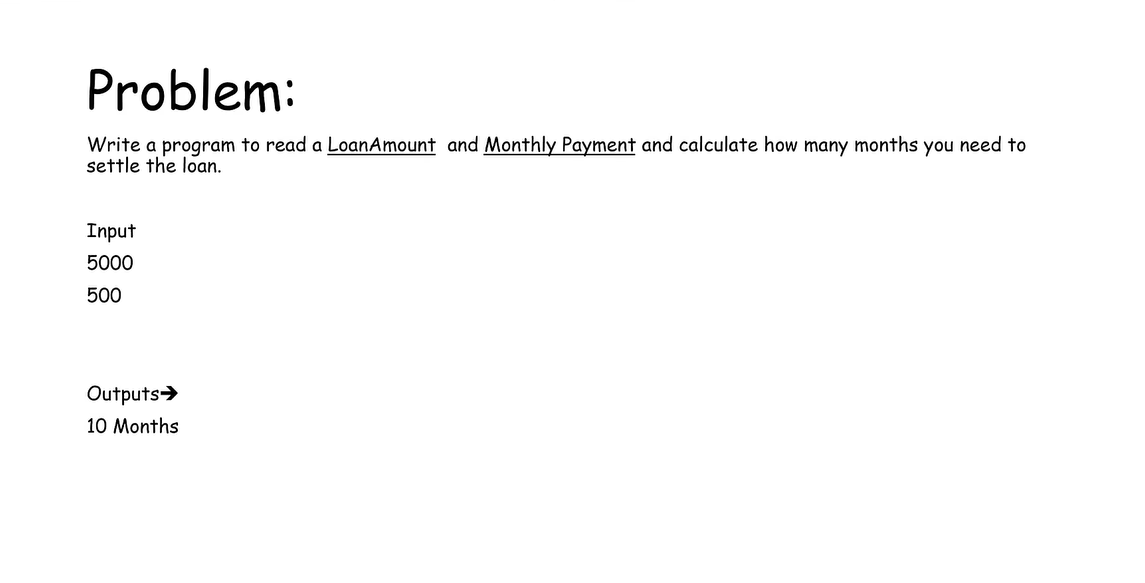 Problem:
Write a program to read a LoanAmount and Monthly Payment and calculate how many months you need to
settle the loan.
Input
5000
500
Outputs➔
10 Months